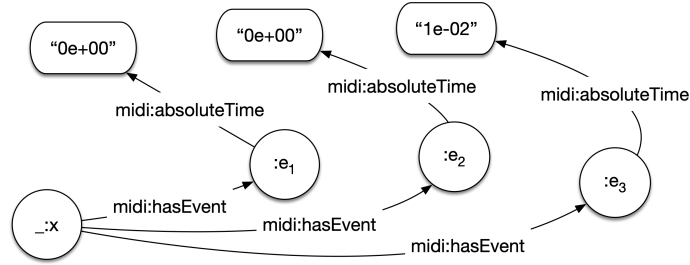 “0e+00”
“0e+00”
“1e-02”
midi:absoluteTime
midi:absoluteTime
midi:absoluteTime
:e₁
:e₂
:e₃
_:x
midi:hasEvent
midi:hasEvent
midi:hasEvent